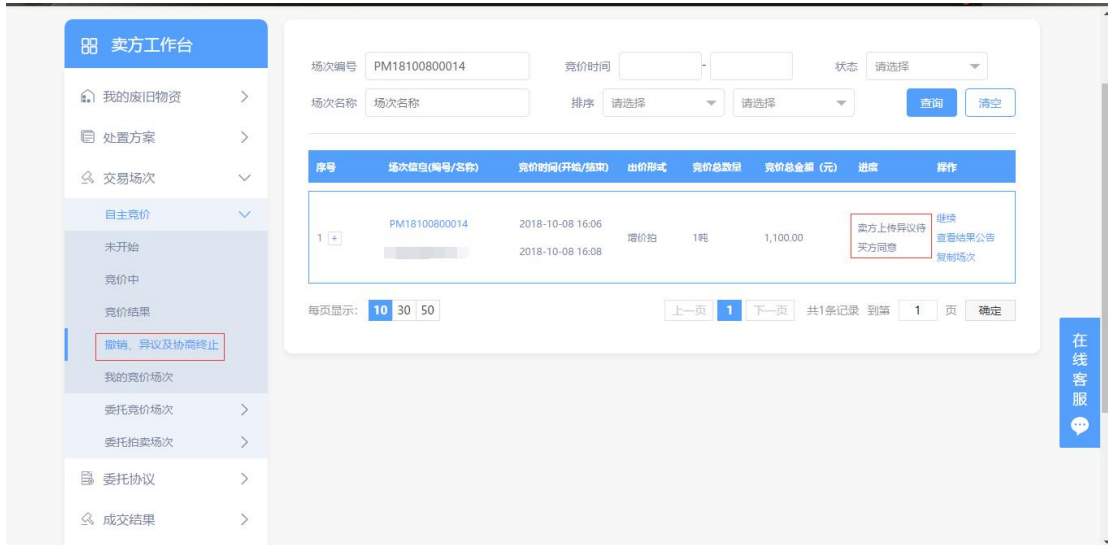 卖方工作台
我的废旧物资
处置方案
交易场次
自主竞价
未开始
竞价中
竞价结果
撤销、异议及协商终止
我的竞价场次
委托竞价场次
委托拍卖场次
委托协议
成交结果
场次编号 PM18100800014 竞价时间 - 状态 请选择
场次名称 场次名称 排序 请选择 请选择 查询 清空
序号 场次信息(编号/名称) 竞价时间(开始/结束) 出价形式 竞价总数量 竞价总金额（元） 进度 操作
1 + PM18100800014 2018-10-08 16:06 2018-10-08 16:08 增价拍 1吨 1,100.00 卖方上传异议待 买方同意 继续
查看结果公告
复制场次
每页显示: 10 30 50 上一页 1 下一页 共1条记录 到第 1 页 确定
在线客服